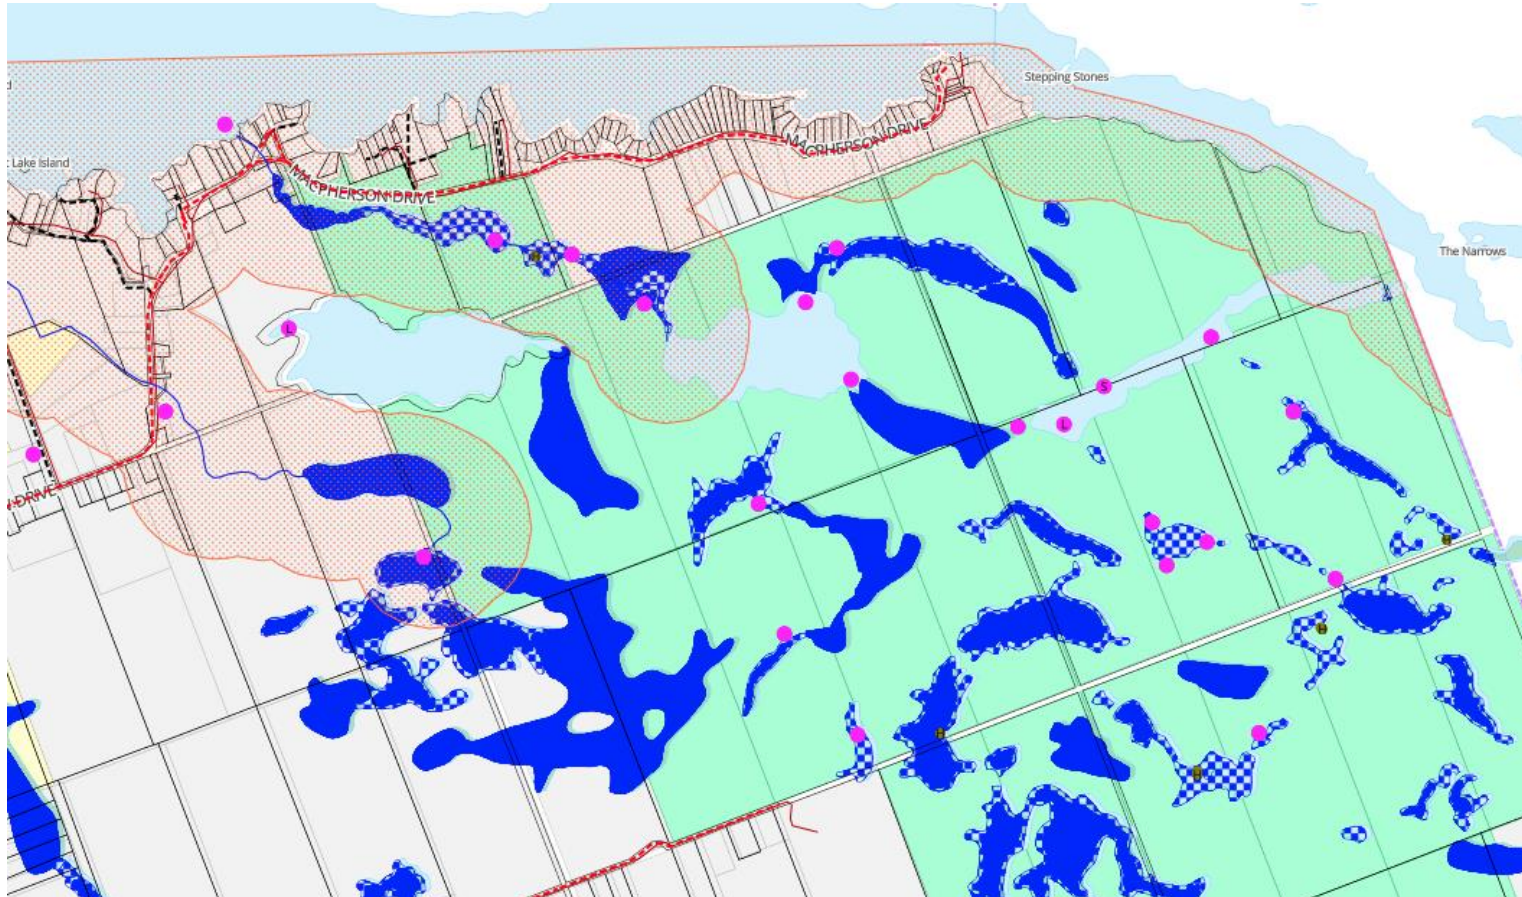 Stepping Stones
MACPHERSON DRIVE
Lake Island
MACPHERSON DRIVE
The Narrows
L
S
L
DRIVE
H
H
H
H
H